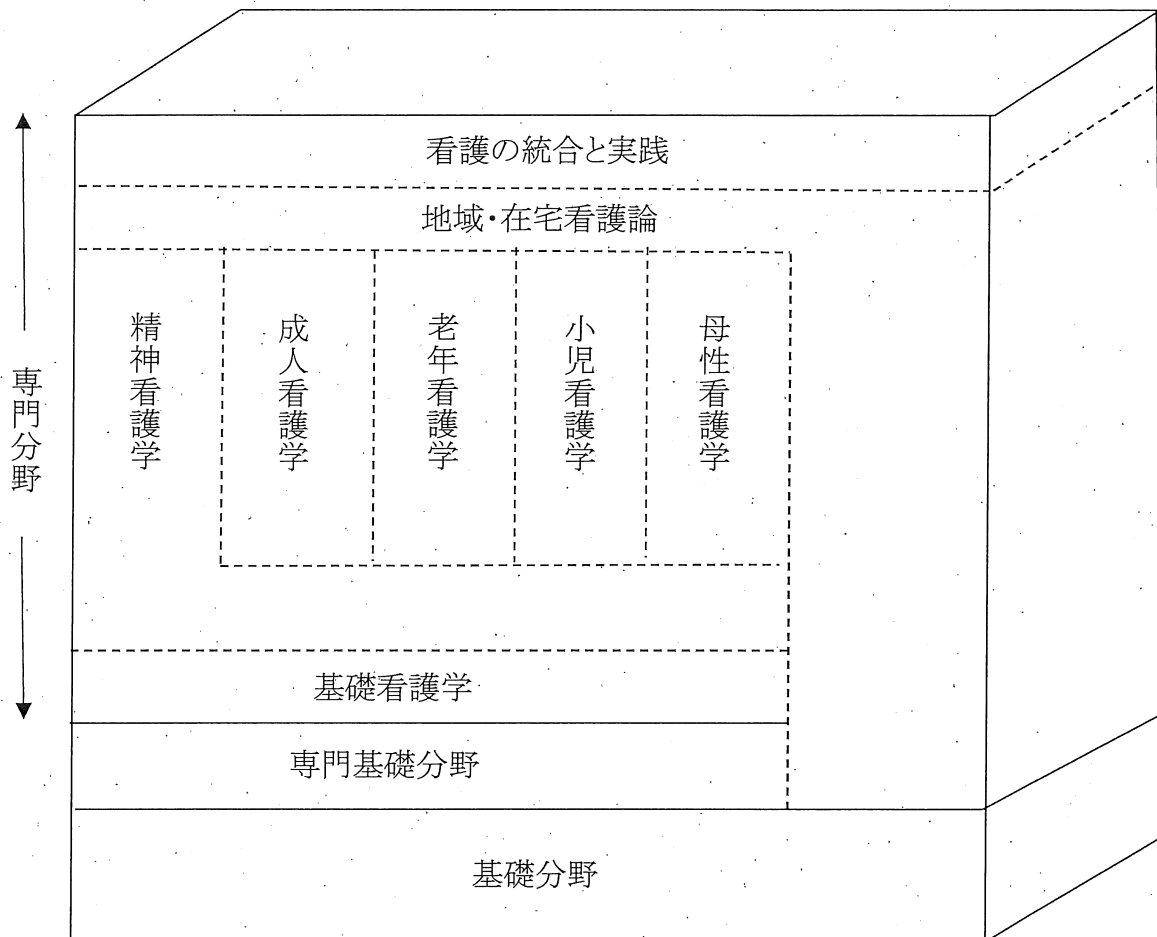 看護の統合と実践
地域・在宅看護論
精神看護学
成人看護学
老年看護学
小児看護学
母性看護学
専門分野
基礎看護学
専門基礎分野
基礎分野